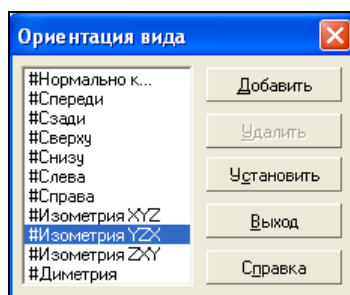 Ориентация вида
#Нормально к...
#Спереди
#Сзади
#Сверху
#Снизу
#Слева
#Справа
#Изометрия XYZ
#Изометрия YZX
#Изометрия ZXY
#Диметрия
Добавить
Удалить
Установить
Выход
Справка